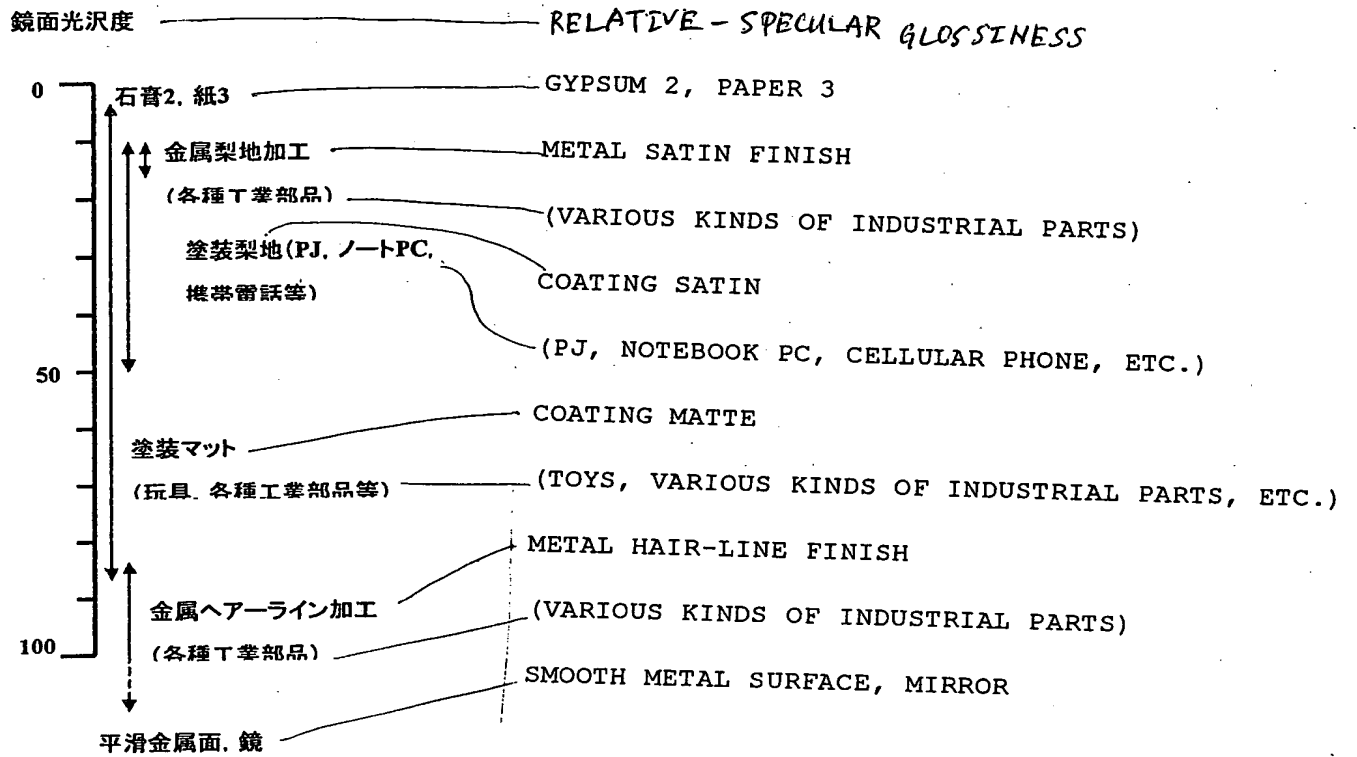 鏡面光沢度
RELATIVE - SPECULAR GLOSSINESS
0
石膏2, 紙3
GYPSUM 2, PAPER 3
金属梨地加工
METAL SATIN FINISH
(各種工業部品)
(VARIOUS KINDS OF INDUSTRIAL PARTS)
塗装梨地(PJ, ノートPC,
携帯電話等)
COATING SATIN
(PJ, NOTEBOOK PC, CELLULAR PHONE, ETC.)
50
COATING MATTE
塗装マット
(玩具, 各種工業部品等)
(TOYS, VARIOUS KINDS OF INDUSTRIAL PARTS, ETC.)
METAL HAIR-LINE FINISH
金属ヘアーライン加工
(VARIOUS KINDS OF INDUSTRIAL PARTS)
100
(各種工業部品)
SMOOTH METAL SURFACE, MIRROR
平滑金属面, 鏡